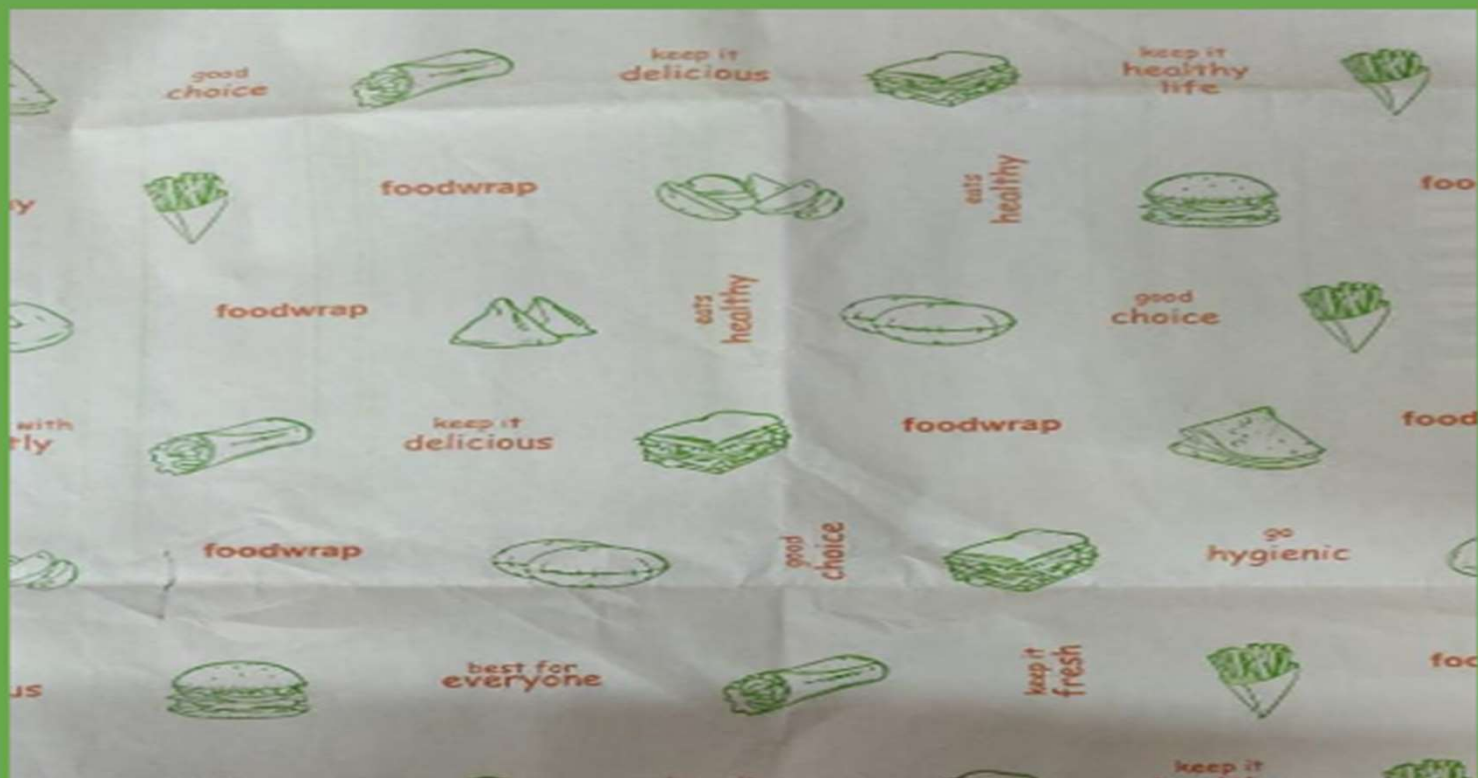 good
choice
keep it
delicious
keep it
healthy
life
foodwrap
eats
healthy
foodwrap
eats
healthy
good
choice
with
keep it
delicious
foodwrap
food
foodwrap
good
choice
go
hygienic
best for
everyone
keep it
fresh
keep it